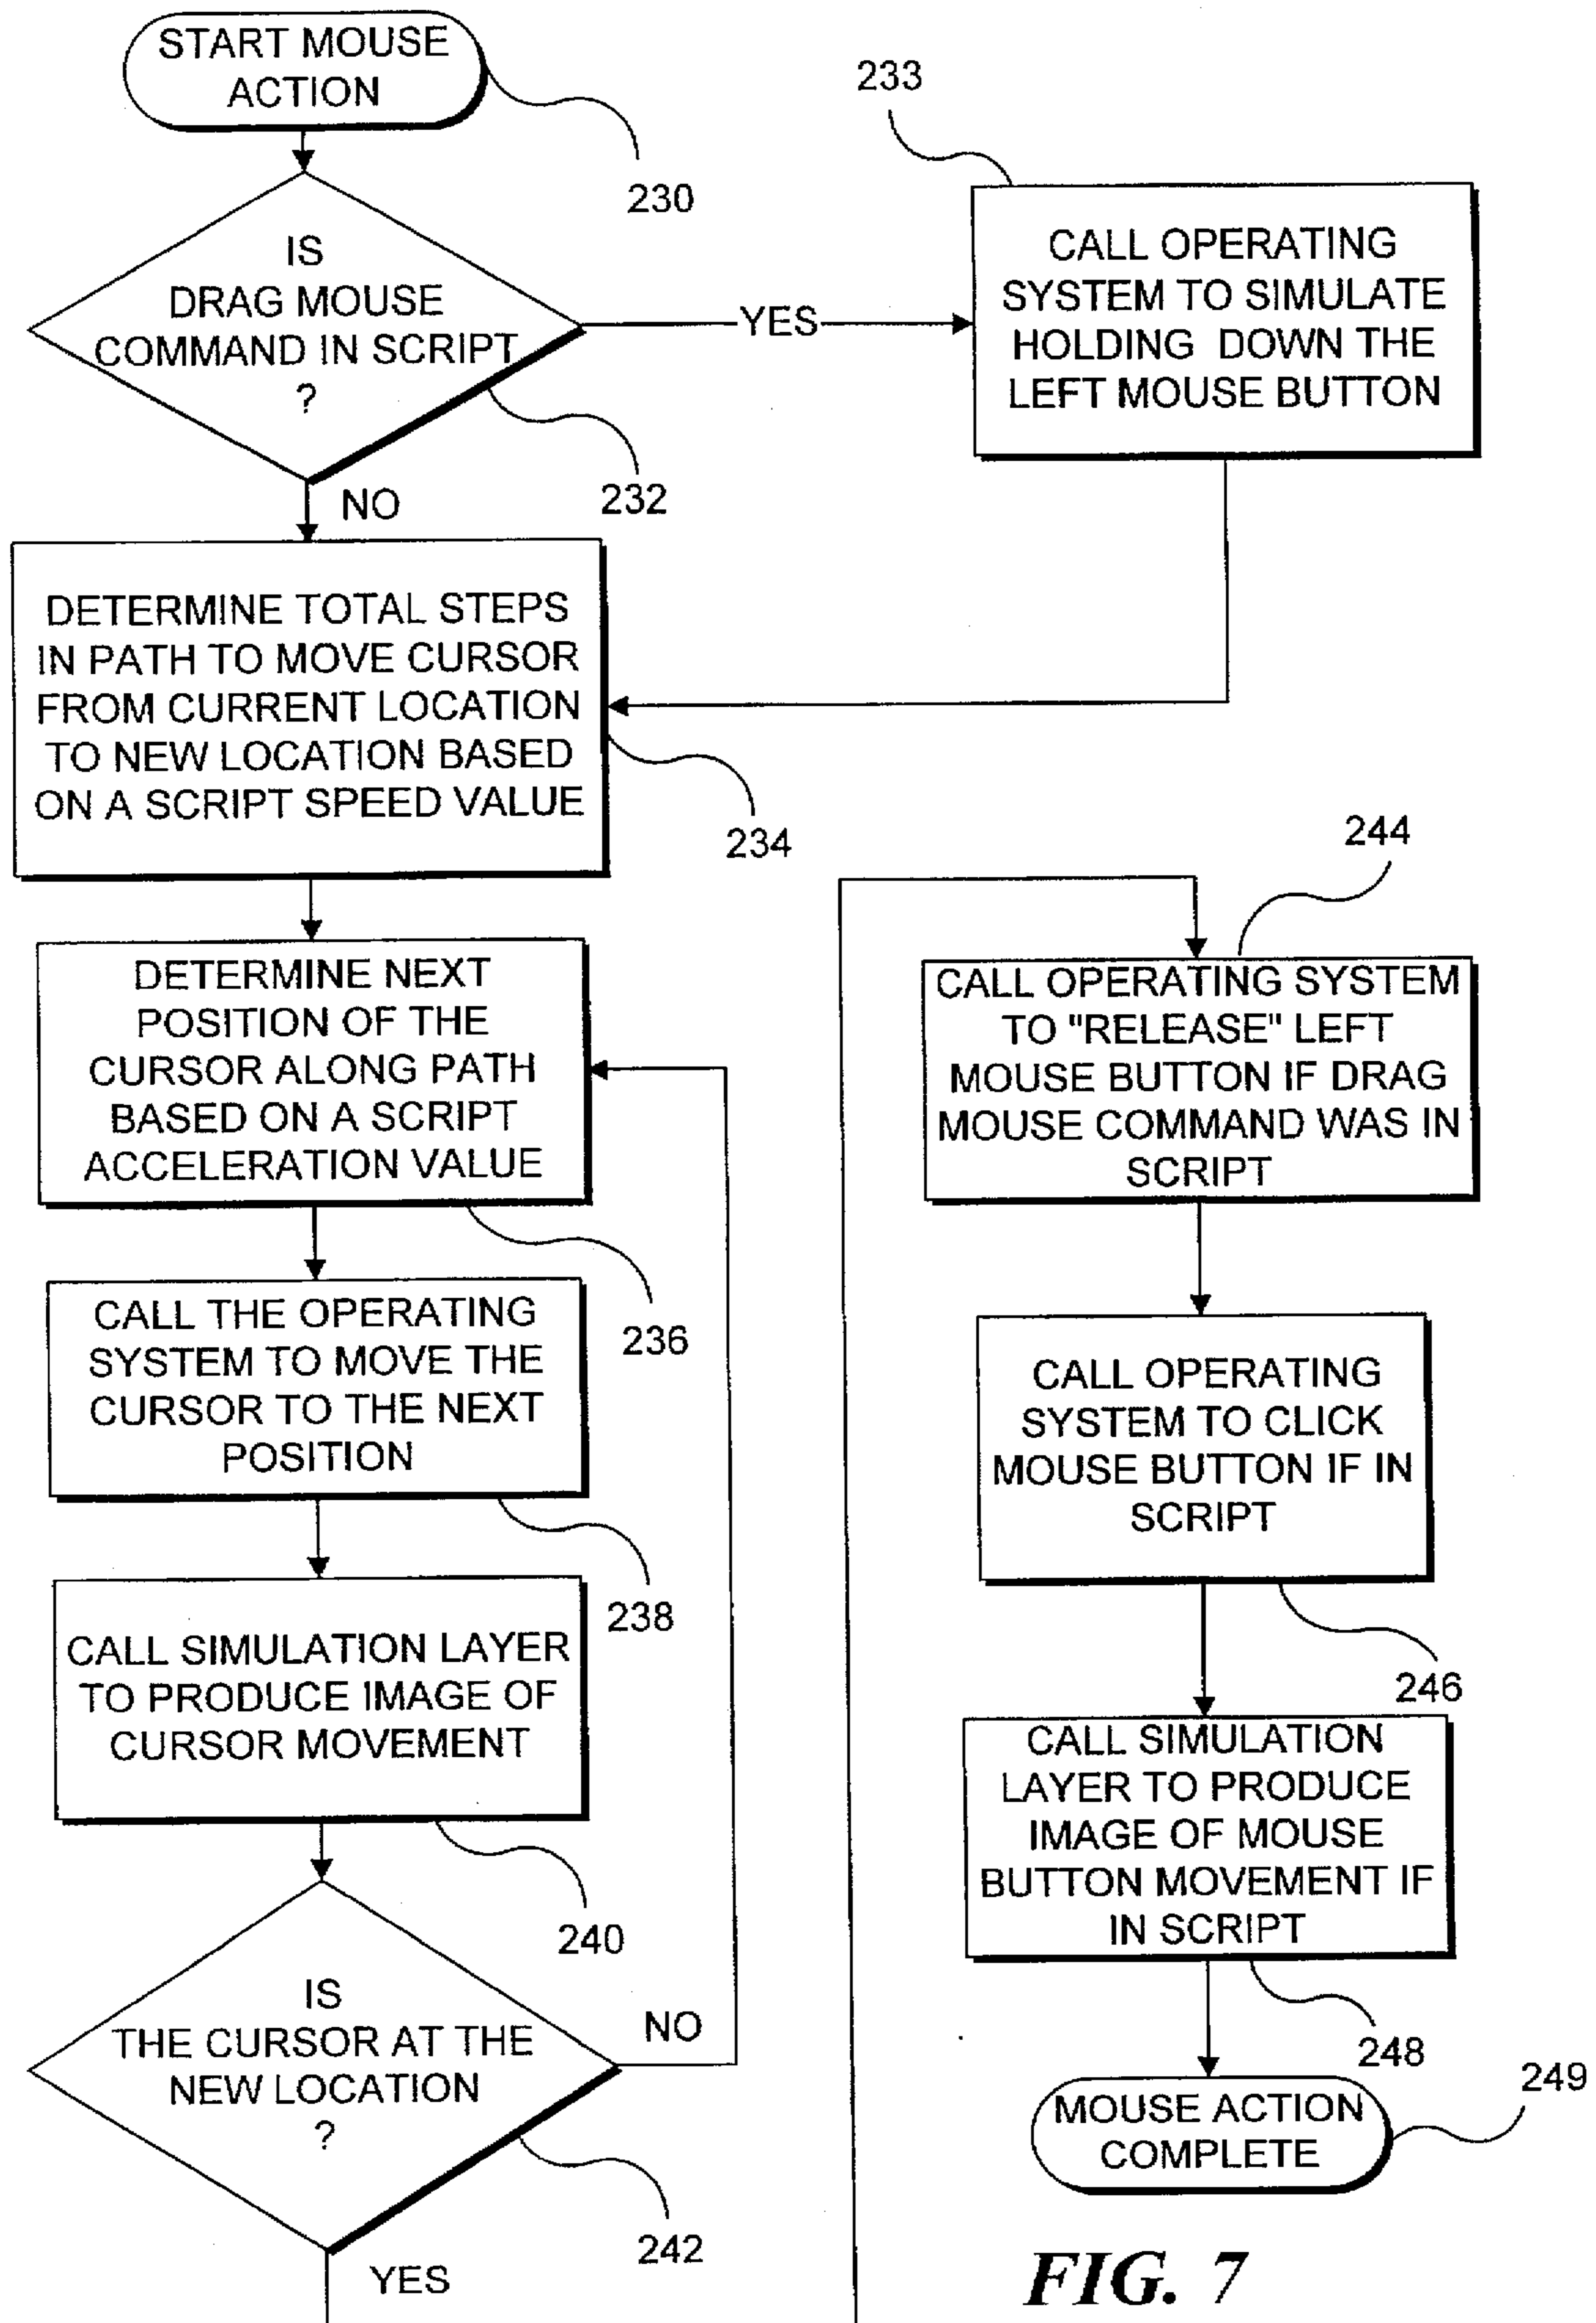 START MOUSE
ACTION
230
IS
DRAG MOUSE
COMMAND IN SCRIPT
?
232
YES
NO
233
CALL OPERATING
SYSTEM TO SIMULATE
HOLDING DOWN THE
LEFT MOUSE BUTTON
DETERMINE TOTAL STEPS
IN PATH TO MOVE CURSOR
FROM CURRENT LOCATION
TO NEW LOCATION BASED
ON A SCRIPT SPEED VALUE
234
DETERMINE NEXT
POSITION OF THE
CURSOR ALONG PATH
BASED ON A SCRIPT
ACCELERATION VALUE
236
CALL THE OPERATING
SYSTEM TO MOVE THE
CURSOR TO THE NEXT
POSITION
238
CALL SIMULATION LAYER
TO PRODUCE IMAGE OF
CURSOR MOVEMENT
240
IS
THE CURSOR AT THE
NEW LOCATION
?
NO
242
YES
244
CALL OPERATING SYSTEM
TO "RELEASE" LEFT
MOUSE BUTTON IF DRAG
MOUSE COMMAND WAS IN
SCRIPT
CALL OPERATING
SYSTEM TO CLICK
MOUSE BUTTON IF IN
SCRIPT
246
CALL SIMULATION
LAYER TO PRODUCE
IMAGE OF MOUSE
BUTTON MOVEMENT IF
IN SCRIPT
248
MOUSE ACTION
COMPLETE
249
FIG. 7